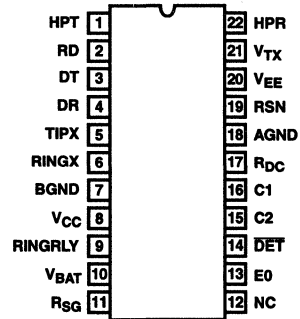 HPT 1 22 HPR
RD 2 21 VTX
DT 3 20 VEE
DR 4 19 RSN
TIPX 5 18 AGND
RINGX 6 17 RDC
BGND 7 16 C1
VCC 8 15 C2
RINGRLY 9 14 D̅E̅T̅
VBAT 10 13 E0
RSG 11 12 NC